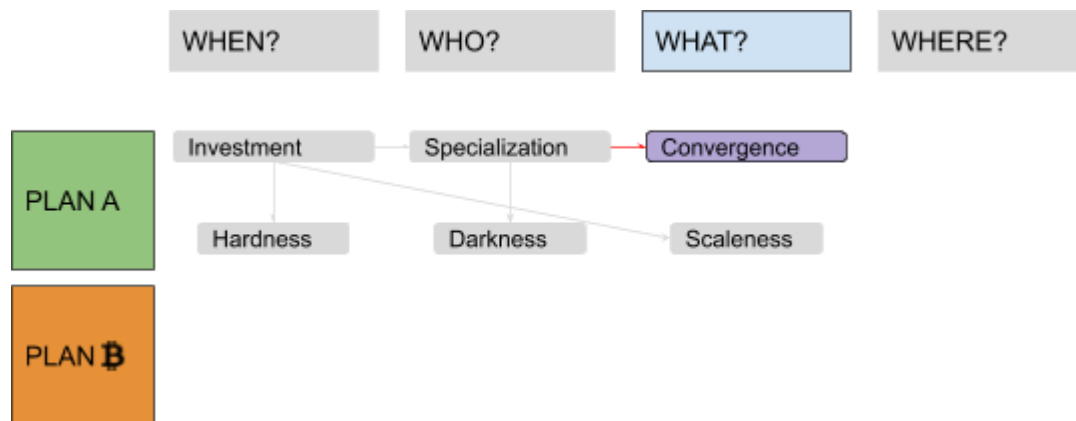 WHEN?
WHO?
WHAT?
WHERE?
PLAN A
Investment
Specialization
Convergence
Hardness
Darkness
Scaleness
PLAN ₿